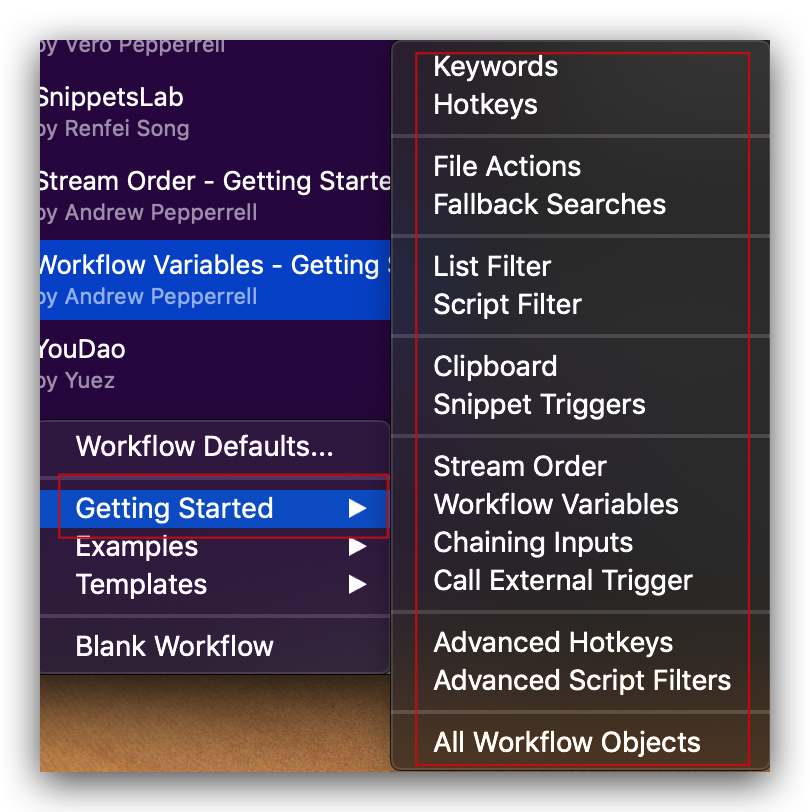 by Vero Pepperrell
SnippetsLab
by Renfei Song
Stream Order - Getting Starte
by Andrew Pepperrell
Workflow Variables - Getting S
by Andrew Pepperrell
YouDao
by Yuez
Workflow Defaults...
Getting Started ▶
Examples ▶
Templates ▶
Blank Workflow
Keywords
Hotkeys
File Actions
Fallback Searches
List Filter
Script Filter
Clipboard
Snippet Triggers
Stream Order
Workflow Variables
Chaining Inputs
Call External Trigger
Advanced Hotkeys
Advanced Script Filters
All Workflow Objects